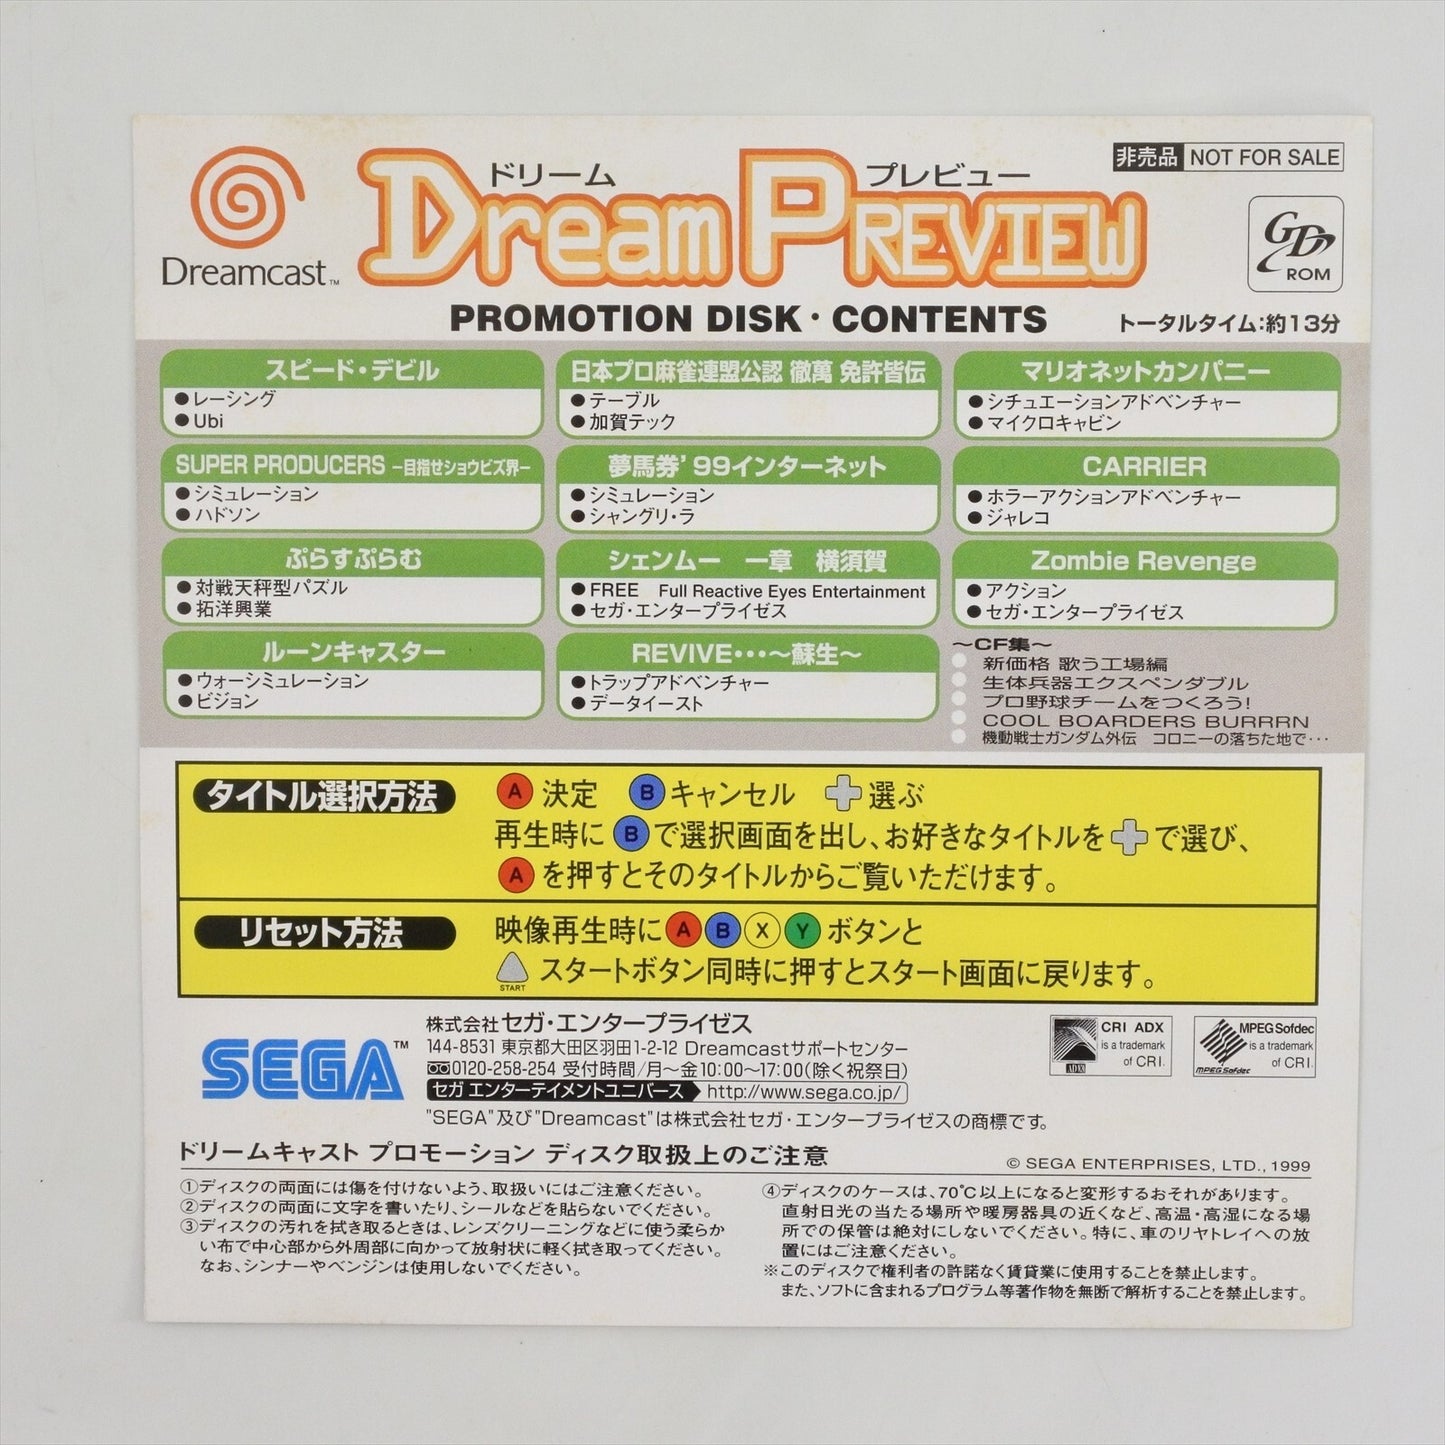 非売品 NOT FOR SALE
Dreamcast™
ドリーム プレビュー
Dream PREVIEW
GD ROM
PROMOTION DISK・CONTENTS
トータルタイム:約13分
スピード・デビル
●レーシング
●Ubi
日本プロ麻雀連盟公認 徹萬 免許皆伝
●テーブル
●加賀テック
マリオネットカンパニー
●シチュエーションアドベンチャー
●マイクロキャビン
SUPER PRODUCERS －目指せショウビズ界－
●シミュレーション
●ハドソン
夢馬券’99インターネット
●シミュレーション
●シャングリ・ラ
CARRIER
●ホラーアクションアドベンチャー
●ジャレコ
ぷらすぷらむ
●対戦天秤型パズル
●拓洋興業
シェンムー 一章 横須賀
●FREE Full Reactive Eyes Entertainment
●セガ・エンタープライゼス
Zombie Revenge
●アクション
●セガ・エンタープライゼス
ルーンキャスター
●ウォーシミュレーション
●ビジョン
REVIVE…～蘇生～
●トラップアドベンチャー
●データイースト
～CF集～
●新価格 歌う工場編
●生体兵器エクスペンダブル
●プロ野球チームをつくろう!
●COOL BOARDERS BURRRN
●機動戦士ガンダム外伝 コロニーの落ちた地で…
タイトル選択方法
A 決定 B キャンセル 選ぶ
再生時に B で選択画面を出し、お好きなタイトルを で選び、
A を押すとそのタイトルからご覧いただけます。
リセット方法
映像再生時に A B X Y ボタンと
START スタートボタン同時に押すとスタート画面に戻ります。
SEGA™
株式会社セガ・エンタープライゼス
144-8531 東京都大田区羽田1-2-12 Dreamcastサポートセンター
0120-258-254 受付時間/月～金10:00～17:00(除く祝祭日)
セガ エンターテイメントユニバース http://www.sega.co.jp/
"SEGA"及び"Dreamcast"は株式会社セガ・エンタープライゼスの商標です。
CRI ADX
is a trademark
of CRI.
ADX
MPEG Sofdec
is a trademark
of CRI.
MPEG Sofdec
ドリームキャスト プロモーション ディスク取扱上のご注意
© SEGA ENTERPRISES, LTD., 1999
①ディスクの両面には傷を付けないよう、取扱いにはご注意ください。
②ディスクの両面に文字を書いたり、シールなどを貼らないでください。
③ディスクの汚れを拭き取るときは、レンズクリーニングなどに使う柔らか
い布で中心部から外周部に向かって放射状に軽く拭き取ってください。
なお、シンナーやベンジンは使用しないでください。
④ディスクのケースは、70℃以上になると変形するおそれがあります。
直射日光の当たる場所や暖房器具の近くなど、高温・高湿になる場
所での保管は絶対にしないでください。特に、車のリヤトレイへの放
置にはご注意ください。
※このディスクで権利者の許諾なく賃貸業に使用することを禁止します。
また、ソフトに含まれるプログラム等著作物を無断で解析することを禁止します。